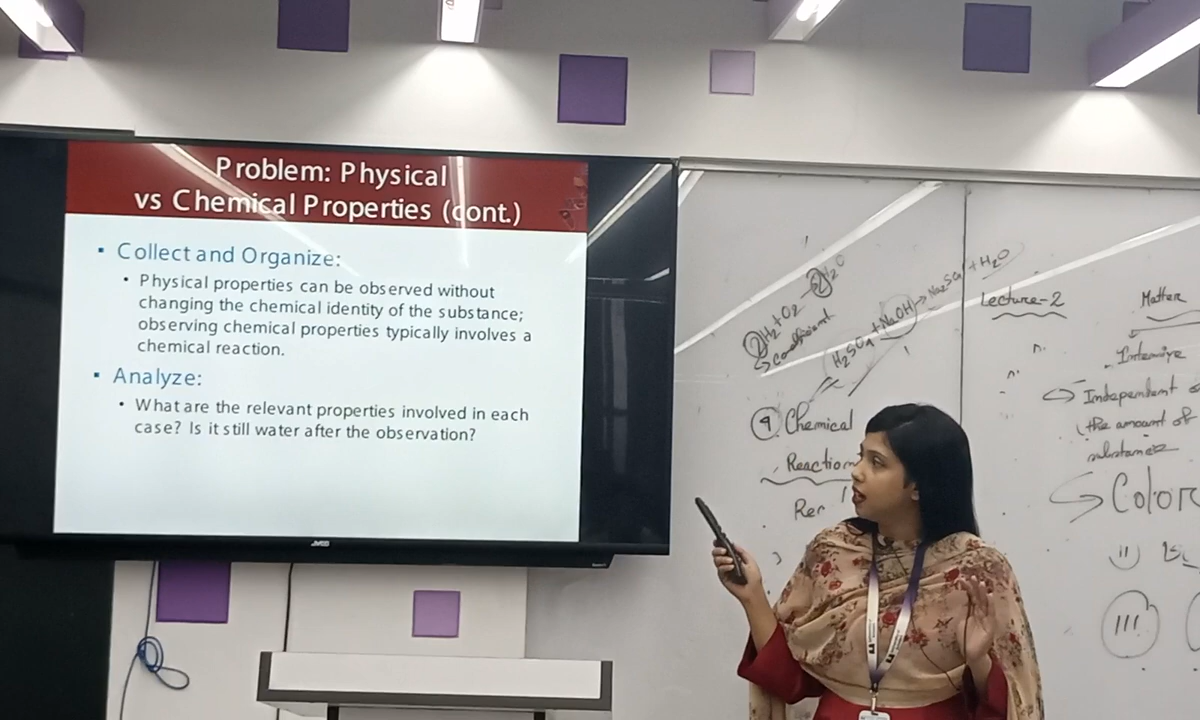 Problem: Physical
vs Chemical Properties (cont.)
▪ Collect and Organize:
• Physical properties can be observed without
changing the chemical identity of the substance;
observing chemical properties typically involves a
chemical reaction.
▪ Analyze:
• What are the relevant properties involved in each
case? Is it still water after the observation?
2H₂+O₂→2H₂O
coefficient
H₂SO₄+NaOH→Na₂SO₄+H₂O
4 Chemical
Reaction
Lecture-2
Matter
Intensive
Independent
the amount of
substance
Color